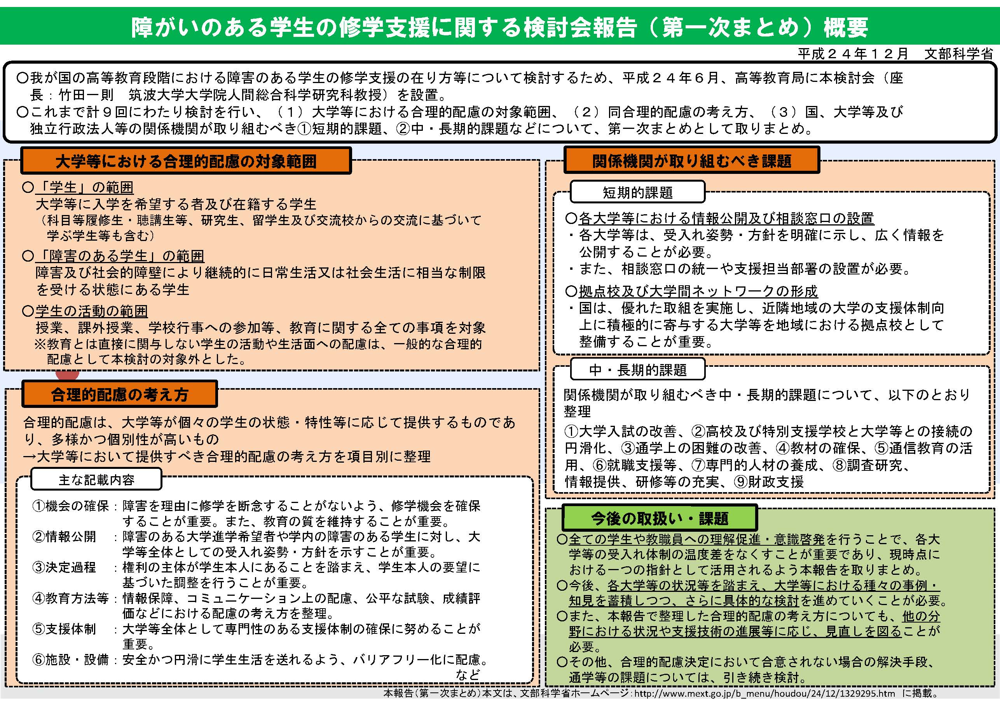 障がいのある学生の修学支援に関する検討会報告（第一次まとめ）概要
平成２４年１２月　文部科学省
○我が国の高等教育段階における障害のある学生の修学支援の在り方等について検討するため、平成２４年６月、高等教育局に本検討会（座
長：竹田一則　筑波大学大学院人間総合科学研究科教授）を設置。
○これまで計９回にわたり検討を行い、（１）大学等における合理的配慮の対象範囲、（２）同合理的配慮の考え方、（３）国、大学等及び
独立行政法人等の関係機関が取り組むべき①短期的課題、②中・長期的課題などについて、第一次まとめとして取りまとめ。
大学等における合理的配慮の対象範囲
○「学生」の範囲
大学等に入学を希望する者及び在籍する学生
（科目等履修生・聴講生等、研究生、留学生及び交流校からの交流に基づいて
学ぶ学生等も含む）
○「障害のある学生」の範囲
障害及び社会的障壁により継続的に日常生活又は社会生活に相当な制限
を受ける状態にある学生
○学生の活動の範囲
授業、課外授業、学校行事への参加等、教育に関する全ての事項を対象
※教育とは直接に関与しない学生の活動や生活面への配慮は、一般的な合理的
配慮として本検討の対象外とした。
合理的配慮の考え方
合理的配慮は、大学等が個々の学生の状態・特性等に応じて提供するものであ
り、多様かつ個別性が高いもの
→大学等において提供すべき合理的配慮の考え方を項目別に整理
主な記載内容
①機会の確保：障害を理由に修学を断念することがないよう、修学機会を確保
することが重要。また、教育の質を維持することが重要。
②情報公開　：障害のある大学進学希望者や学内の障害のある学生に対し、大
学等全体としての受入れ姿勢・方針を示すことが重要。
③決定過程　：権利の主体が学生本人にあることを踏まえ、学生本人の要望に
基づいた調整を行うことが重要。
④教育方法等：情報保障、コミュニケーション上の配慮、公平な試験、成績評
価などにおける配慮の考え方を整理。
⑤支援体制　：大学等全体として専門性のある支援体制の確保に努めることが
重要。
⑥施設・設備：安全かつ円滑に学生生活を送れるよう、バリアフリー化に配慮。
など
関係機関が取り組むべき課題
短期的課題
○各大学等における情報公開及び相談窓口の設置
・各大学等は、受入れ姿勢・方針を明確に示し、広く情報を
公開することが必要。
・また、相談窓口の統一や支援担当部署の設置が必要。
○拠点校及び大学間ネットワークの形成
・国は、優れた取組を実施し、近隣地域の大学の支援体制向
上に積極的に寄与する大学等を地域における拠点校として
整備することが重要。
中・長期的課題
関係機関が取り組むべき中・長期的課題について、以下のとおり
整理
①大学入試の改善、②高校及び特別支援学校と大学等との接続の
円滑化、③通学上の困難の改善、④教材の確保、⑤通信教育の活
用、⑥就職支援等、⑦専門的人材の養成、⑧調査研究、
情報提供、研修等の充実、⑨財政支援
今後の取扱い・課題
○全ての学生や教職員への理解促進・意識啓発を行うことで、各大
学等の受入れ体制の温度差をなくすことが重要であり、現時点に
おける一つの指針として活用されるよう本報告を取りまとめ。
○今後、各大学等の状況等を踏まえ、大学等における種々の事例・
知見を蓄積しつつ、さらに具体的な検討を進めていくことが必要。
○また、本報告で整理した合理的配慮の考え方についても、他の分
野における状況や支援技術の進展等に応じ、見直しを図ることが
必要。
○その他、合理的配慮決定において合意されない場合の解決手段、
通学等の課題については、引き続き検討。
本報告（第一次まとめ）本文は、文部科学省ホームページ：http://www.mext.go.jp/b_menu/houdou/24/12/1329295.htm　に掲載。